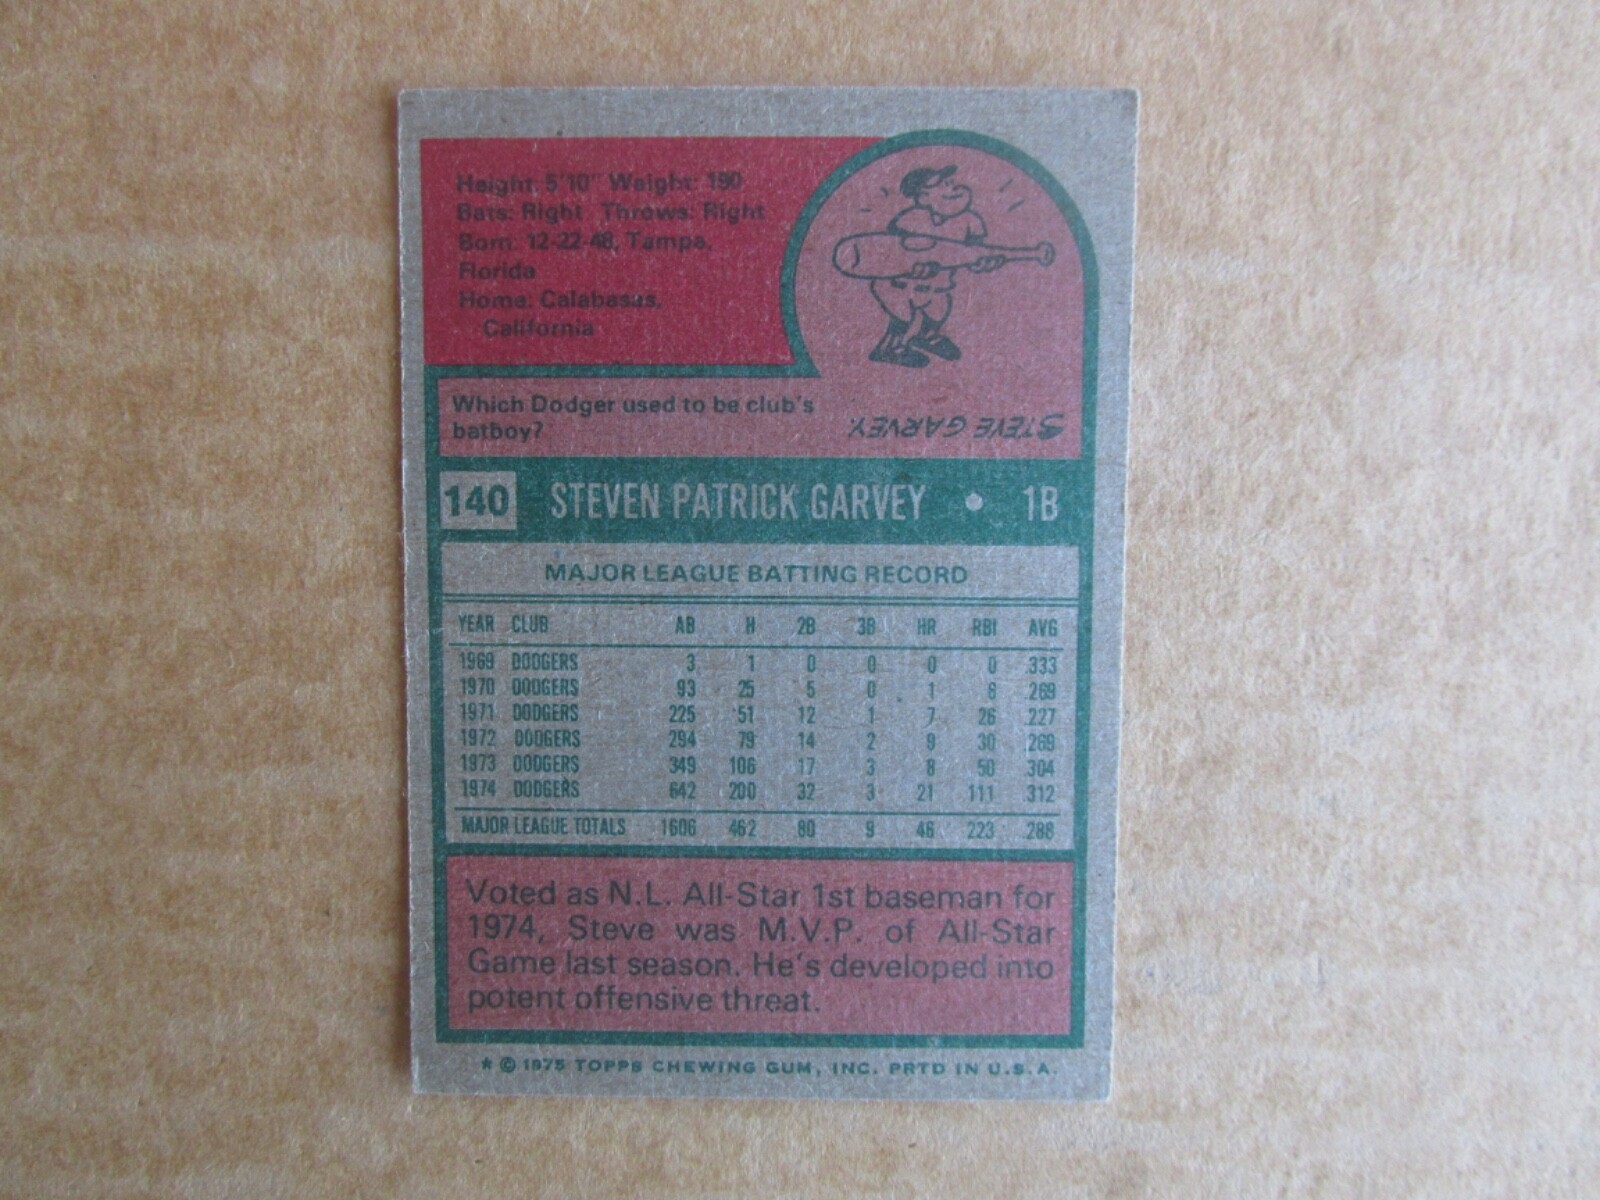 Height: 5'10" Weight: 190
Bats: Right Throws: Right
Born: 12-22-48, Tampa,
Florida
Home: Calabasas,
California
Which Dodger used to be club's
batboy?
STEVE GARVEY.
140 STEVEN PATRICK GARVEY • 1B
MAJOR LEAGUE BATTING RECORD
YEAR CLUB AB H 2B 3B HR RBI AVG
1969 DODGERS 3 1 0 0 0 0 .333
1970 DODGERS 93 25 5 0 1 6 .269
1971 DODGERS 225 51 12 1 7 26 .227
1972 DODGERS 294 79 14 2 9 30 .269
1973 DODGERS 349 106 17 3 8 50 .304
1974 DODGERS 642 200 32 3 21 111 .312
MAJOR LEAGUE TOTALS 1606 462 80 9 46 223 .288
Voted as N.L. All-Star 1st baseman for
1974, Steve was M.V.P. of All-Star
Game last season. He's developed into
potent offensive threat.
* © 1975 TOPPS CHEWING GUM, INC. PRTD IN U.S.A.